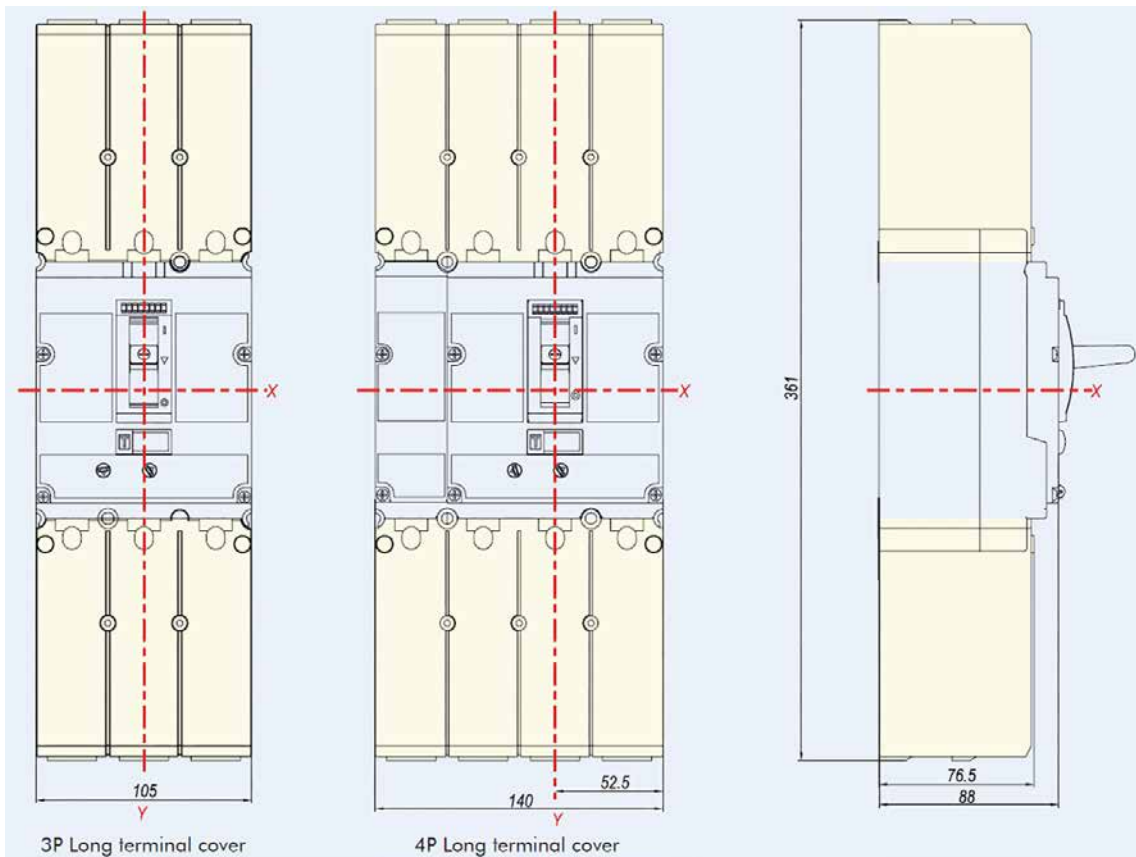 X
X
X
361
105
Y
52.5
140
Y
76.5
88
3P Long terminal cover
4P Long terminal cover